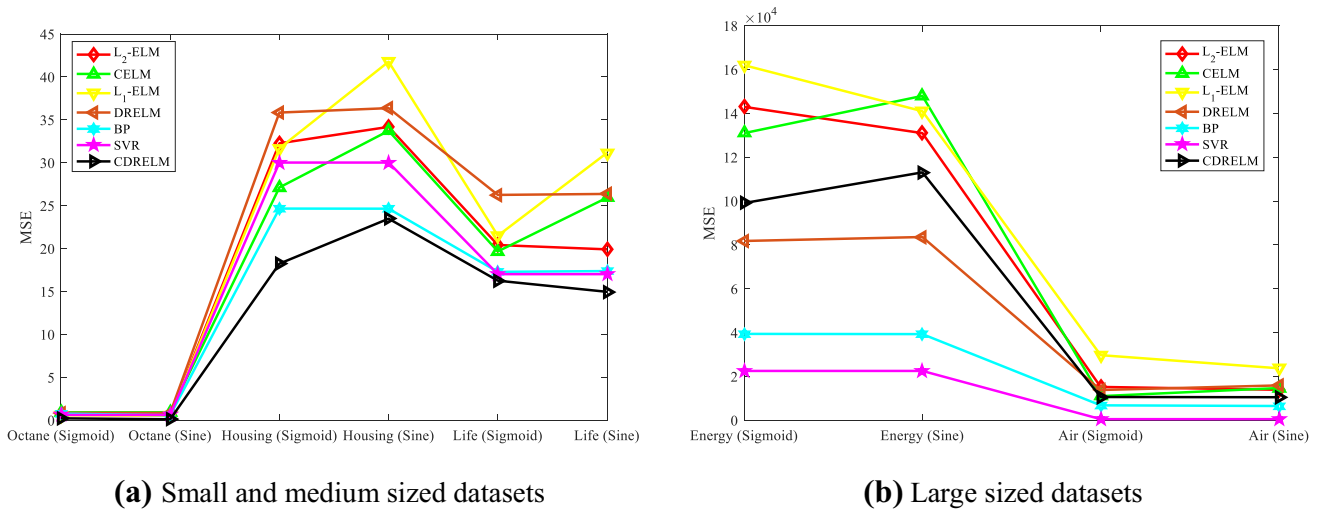 45
40
35
30
25
20
15
10
5
0
MSE
L2-ELM
CELM
L1-ELM
DRELM
BP
SVR
CDRELM
Octane (Sigmoid) Octane (Sine) Housing (Sigmoid) Housing (Sine) Life (Sigmoid) Life (Sine)
(a) Small and medium sized datasets
×10^4
18
16
14
12
10
8
6
4
2
0
MSE
L2-ELM
CELM
L1-ELM
DRELM
BP
SVR
CDRELM
Energy (Sigmoid) Energy (Sine) Air (Sigmoid) Air (Sine)
(b) Large sized datasets